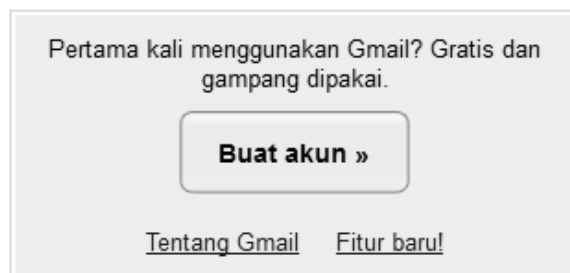 Pertama kali menggunakan Gmail? Gratis dan
gampang dipakai.
Buat akun »
Tentang Gmail Fitur baru!